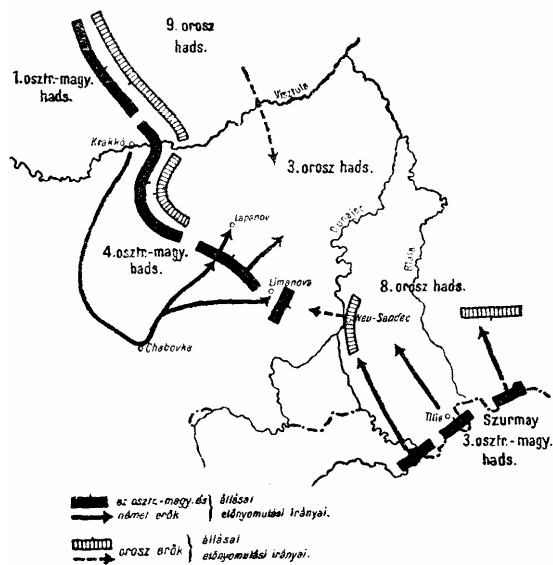 9. orosz
hads.
1. osztr.-magy.
hads.
Visztula
Krakkó
3. orosz hads.
Lapanov
Dunajec
4. osztr.-magy.
hads.
Biala
Limanova
8. orosz hads.
Neu-Sandec
Chabovka
Tilis
Szurmay
3. osztr.-magy.
hads.
az osztr.-magy. és } állásai
német erők } előnyomulási irányai.
orosz erők } állásai
előnyomulási irányai.